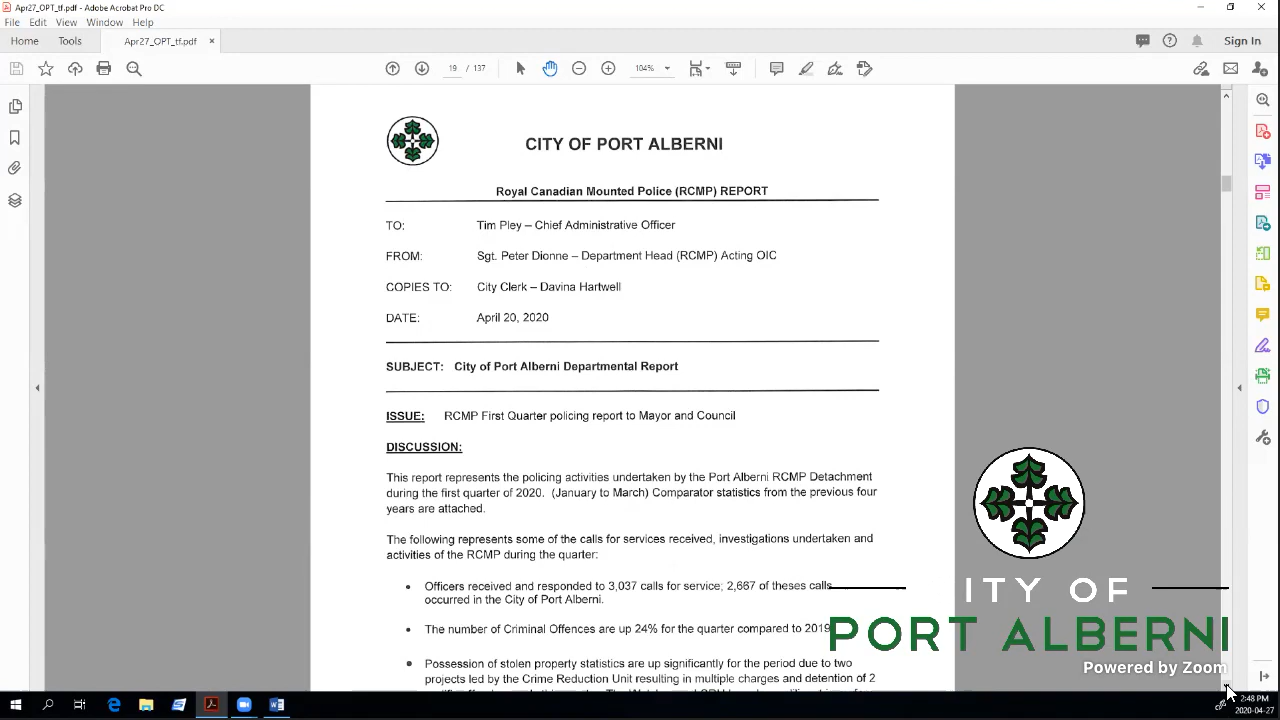 Apr27_OPT_tf.pdf - Adobe Acrobat Pro DC
File Edit View Window Help
Home Tools Apr27_OPT_tf.pdf × Sign In
19 / 137 104%
CITY OF PORT ALBERNI
Royal Canadian Mounted Police (RCMP) REPORT
TO: Tim Pley – Chief Administrative Officer
FROM: Sgt. Peter Dionne – Department Head (RCMP) Acting OIC
COPIES TO: City Clerk – Davina Hartwell
DATE: April 20, 2020
SUBJECT: City of Port Alberni Departmental Report
ISSUE: RCMP First Quarter policing report to Mayor and Council
DISCUSSION:
This report represents the policing activities undertaken by the Port Alberni RCMP Detachment
during the first quarter of 2020. (January to March) Comparator statistics from the previous four
years are attached.
The following represents some of the calls for services received, investigations undertaken and
activities of the RCMP during the quarter:
• Officers received and responded to 3,037 calls for service; 2,667 of theses calls
occurred in the City of Port Alberni.
• The number of Criminal Offences are up 24% for the quarter compared to 2019
• Possession of stolen property statistics are up significantly for the period due to two
projects led by the Crime Reduction Unit resulting in multiple charges and detention of 2
CITY OF
PORT ALBERNI
Powered by Zoom
2:48 PM
2020-04-27